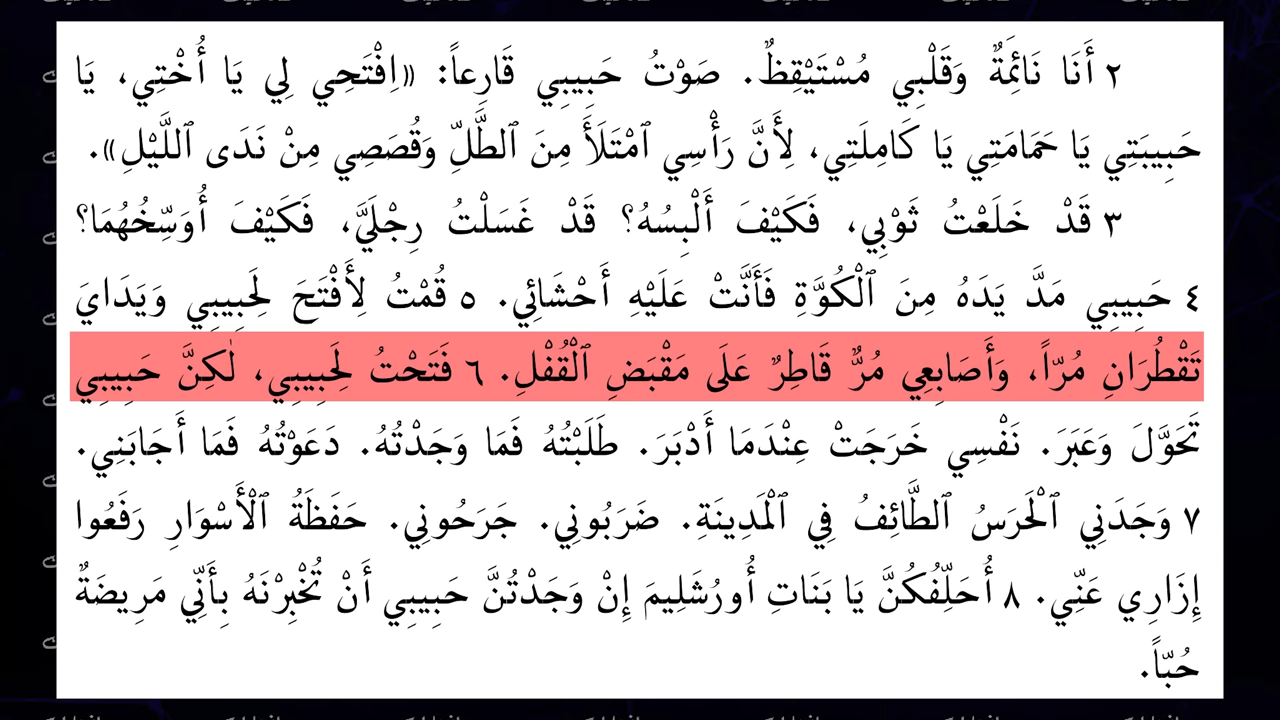 ٢ أَنَا نَائِمَةٌ وَقَلْبِي مُسْتَيْقِظٌ. صَوْتُ حَبِيبِي قَارِعاً: «اِفْتَحِي لِي يَا أُخْتِي، يَا
حَبِيبَتِي يَا حَمَامَتِي يَا كَامِلَتِي، لِأَنَّ رَأْسِي ٱمْتَلَأَ مِنَ ٱلطَّلِّ وَقُصَصِي مِنْ نَدَى ٱللَّيْلِ».
٣ قَدْ خَلَعْتُ ثَوْبِي، فَكَيْفَ أَلْبِسُهُ؟ قَدْ غَسَلْتُ رِجْلَيَّ، فَكَيْفَ أُوَسِّخُهُمَا؟
٤ حَبِيبِي مَدَّ يَدَهُ مِنَ ٱلْكُوَّةِ فَأَنَّتْ عَلَيْهِ أَحْشَائِي. ٥ قُمْتُ لِأَفْتَحَ لِحَبِيبِي وَيَدَايَ
تَقْطُرَانِ مُرّاً، وَأَصَابِعِي مُرٌّ قَاطِرٌ عَلَى مَقْبَضِ ٱلْقُفْلِ. ٦ فَتَحْتُ لِحَبِيبِي، لٰكِنَّ حَبِيبِي
تَحَوَّلَ وَعَبَرَ. نَفْسِي خَرَجَتْ عِنْدَمَا أَدْبَرَ. طَلَبْتُهُ فَمَا وَجَدْتُهُ. دَعَوْتُهُ فَمَا أَجَابَنِي.
٧ وَجَدَنِي ٱلْحَرَسُ ٱلطَّائِفُ فِي ٱلْمَدِينَةِ. ضَرَبُونِي. جَرَحُونِي. حَفَظَةُ ٱلْأَسْوَارِ رَفَعُوا
إِزَارِي عَنِّي. ٨ أُحَلِّفُكُنَّ يَا بَنَاتِ أُورُشَلِيمَ إِنْ وَجَدْتُنَّ حَبِيبِي أَنْ تُخْبِرْنَهُ بِأَنِّي مَرِيضَةٌ
حُبّاً.